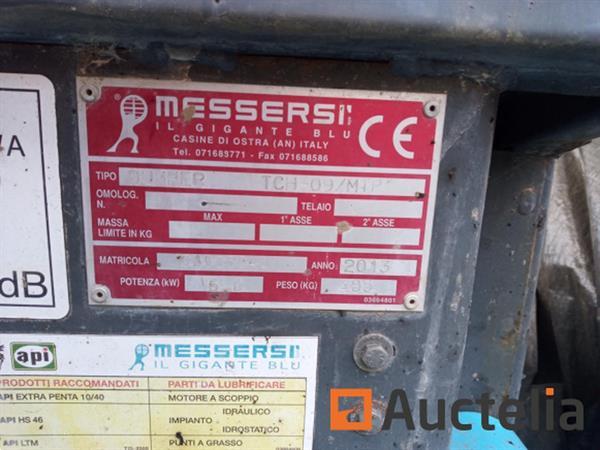 /A
dB
MESSERSI'
IL GIGANTE BLU
CASINE DI OSTRA (AN) ITALY
Tel. 071689771 - Fax 071688586
CE
TIPO DUMPER TCH-09/MTP
OMOLOG. N. TELAIO
MAX 1° ASSE 2° ASSE
MASSA LIMITE IN KG
MATRICOLA ANNO: 2013
POTENZA (kW) PESO (KG)
03664801
api
MESSERSI'
IL GIGANTE BLU
PRODOTTI RACCOMANDATI PARTI DA LUBRIFICARE
API EXTRA PENTA 10/40 MOTORE A SCOPPIO
API HS 46 IMPIANTO IDRAULICO IDROSTATICO
API LTM PUNTI A GRASSO
Auctelia